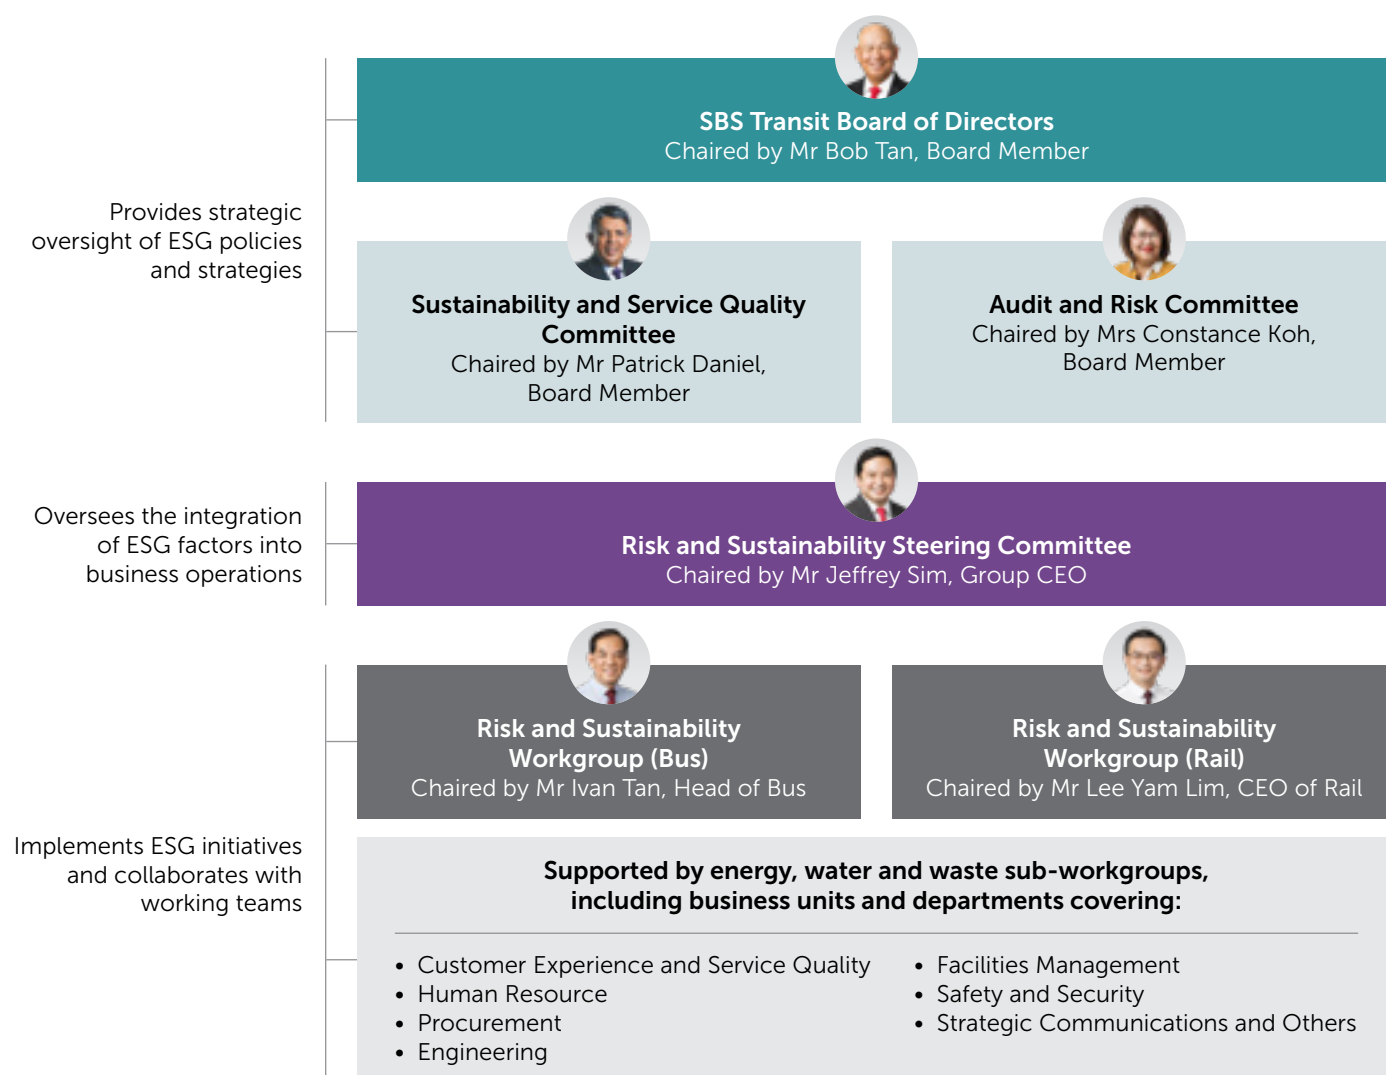 SBS Transit Board of Directors
Chaired by Mr Bob Tan, Board Member
Provides strategic
oversight of ESG policies
and strategies
Sustainability and Service Quality
Committee
Chaired by Mr Patrick Daniel,
Board Member
Audit and Risk Committee
Chaired by Mrs Constance Koh,
Board Member
Oversees the integration
of ESG factors into
business operations
Risk and Sustainability Steering Committee
Chaired by Mr Jeffrey Sim, Group CEO
Risk and Sustainability
Workgroup (Bus)
Chaired by Mr Ivan Tan, Head of Bus
Risk and Sustainability
Workgroup (Rail)
Chaired by Mr Lee Yam Lim, CEO of Rail
Implements ESG initiatives
and collaborates with
working teams
Supported by energy, water and waste sub-workgroups,
including business units and departments covering:
• Customer Experience and Service Quality
• Human Resource
• Procurement
• Engineering
• Facilities Management
• Safety and Security
• Strategic Communications and Others